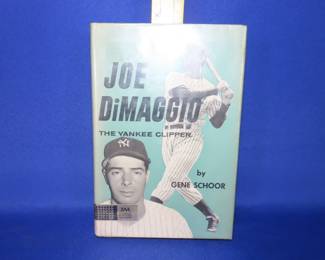 JOE
DiMAGGIO
THE YANKEE CLIPPER
by
GENE SCHOOR